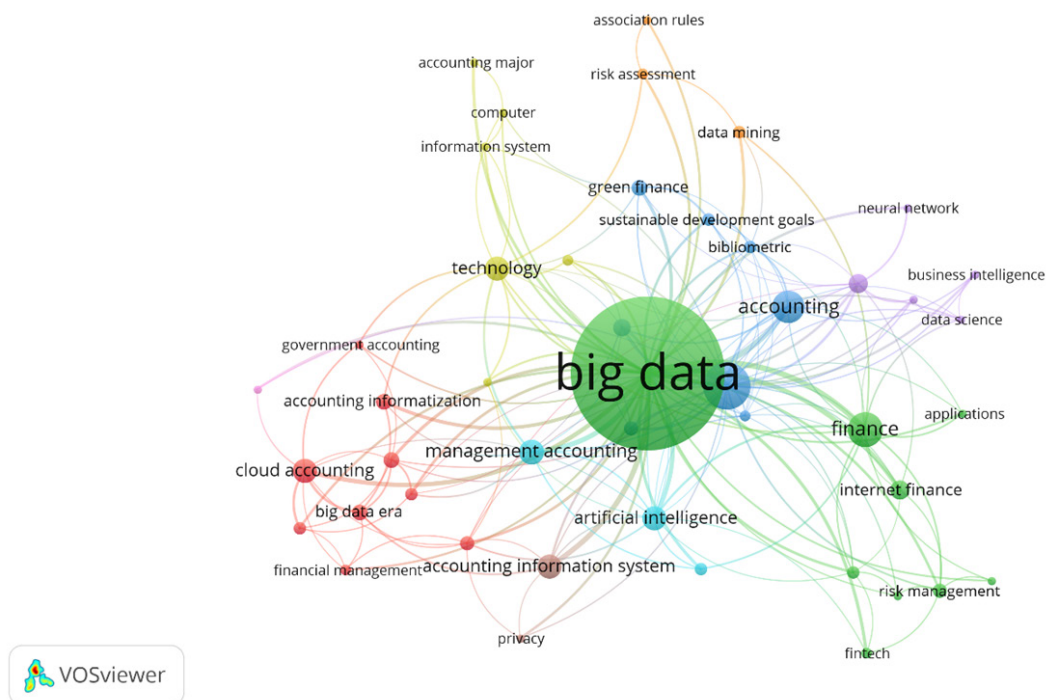 association rules
accounting major
risk assessment
computer
data mining
information system
green finance
neural network
sustainable development goals
bibliometric
technology
business intelligence
accounting
data science
government accounting
big data
accounting informatization
applications
finance
management accounting
cloud accounting
internet finance
big data era
artificial intelligence
financial management
accounting information system
risk management
privacy
fintech
VOSviewer